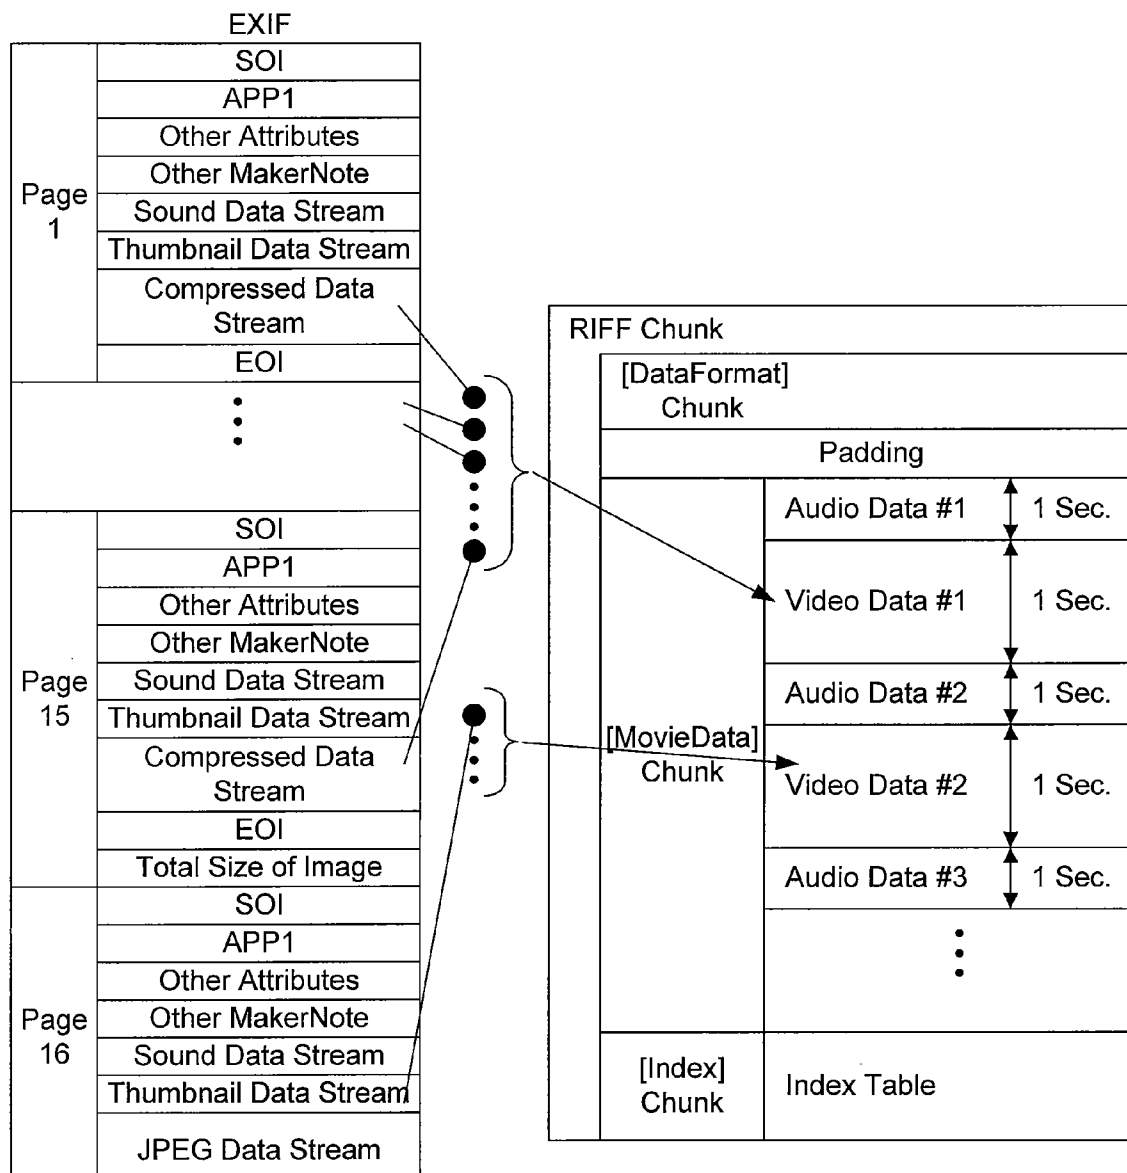 EXIF
Page
1
SOI
APP1
Other Attributes
Other MakerNote
Sound Data Stream
Thumbnail Data Stream
Compressed Data
Stream
EOI
Page
15
SOI
APP1
Other Attributes
Other MakerNote
Sound Data Stream
Thumbnail Data Stream
Compressed Data
Stream
EOI
Total Size of Image
Page
16
SOI
APP1
Other Attributes
Other MakerNote
Sound Data Stream
Thumbnail Data Stream
JPEG Data Stream
RIFF Chunk
[DataFormat]
Chunk
Padding
[MovieData]
Chunk
Audio Data #1 1 Sec.
Video Data #1 1 Sec.
Audio Data #2 1 Sec.
Video Data #2 1 Sec.
Audio Data #3 1 Sec.
[Index]
Chunk
Index Table